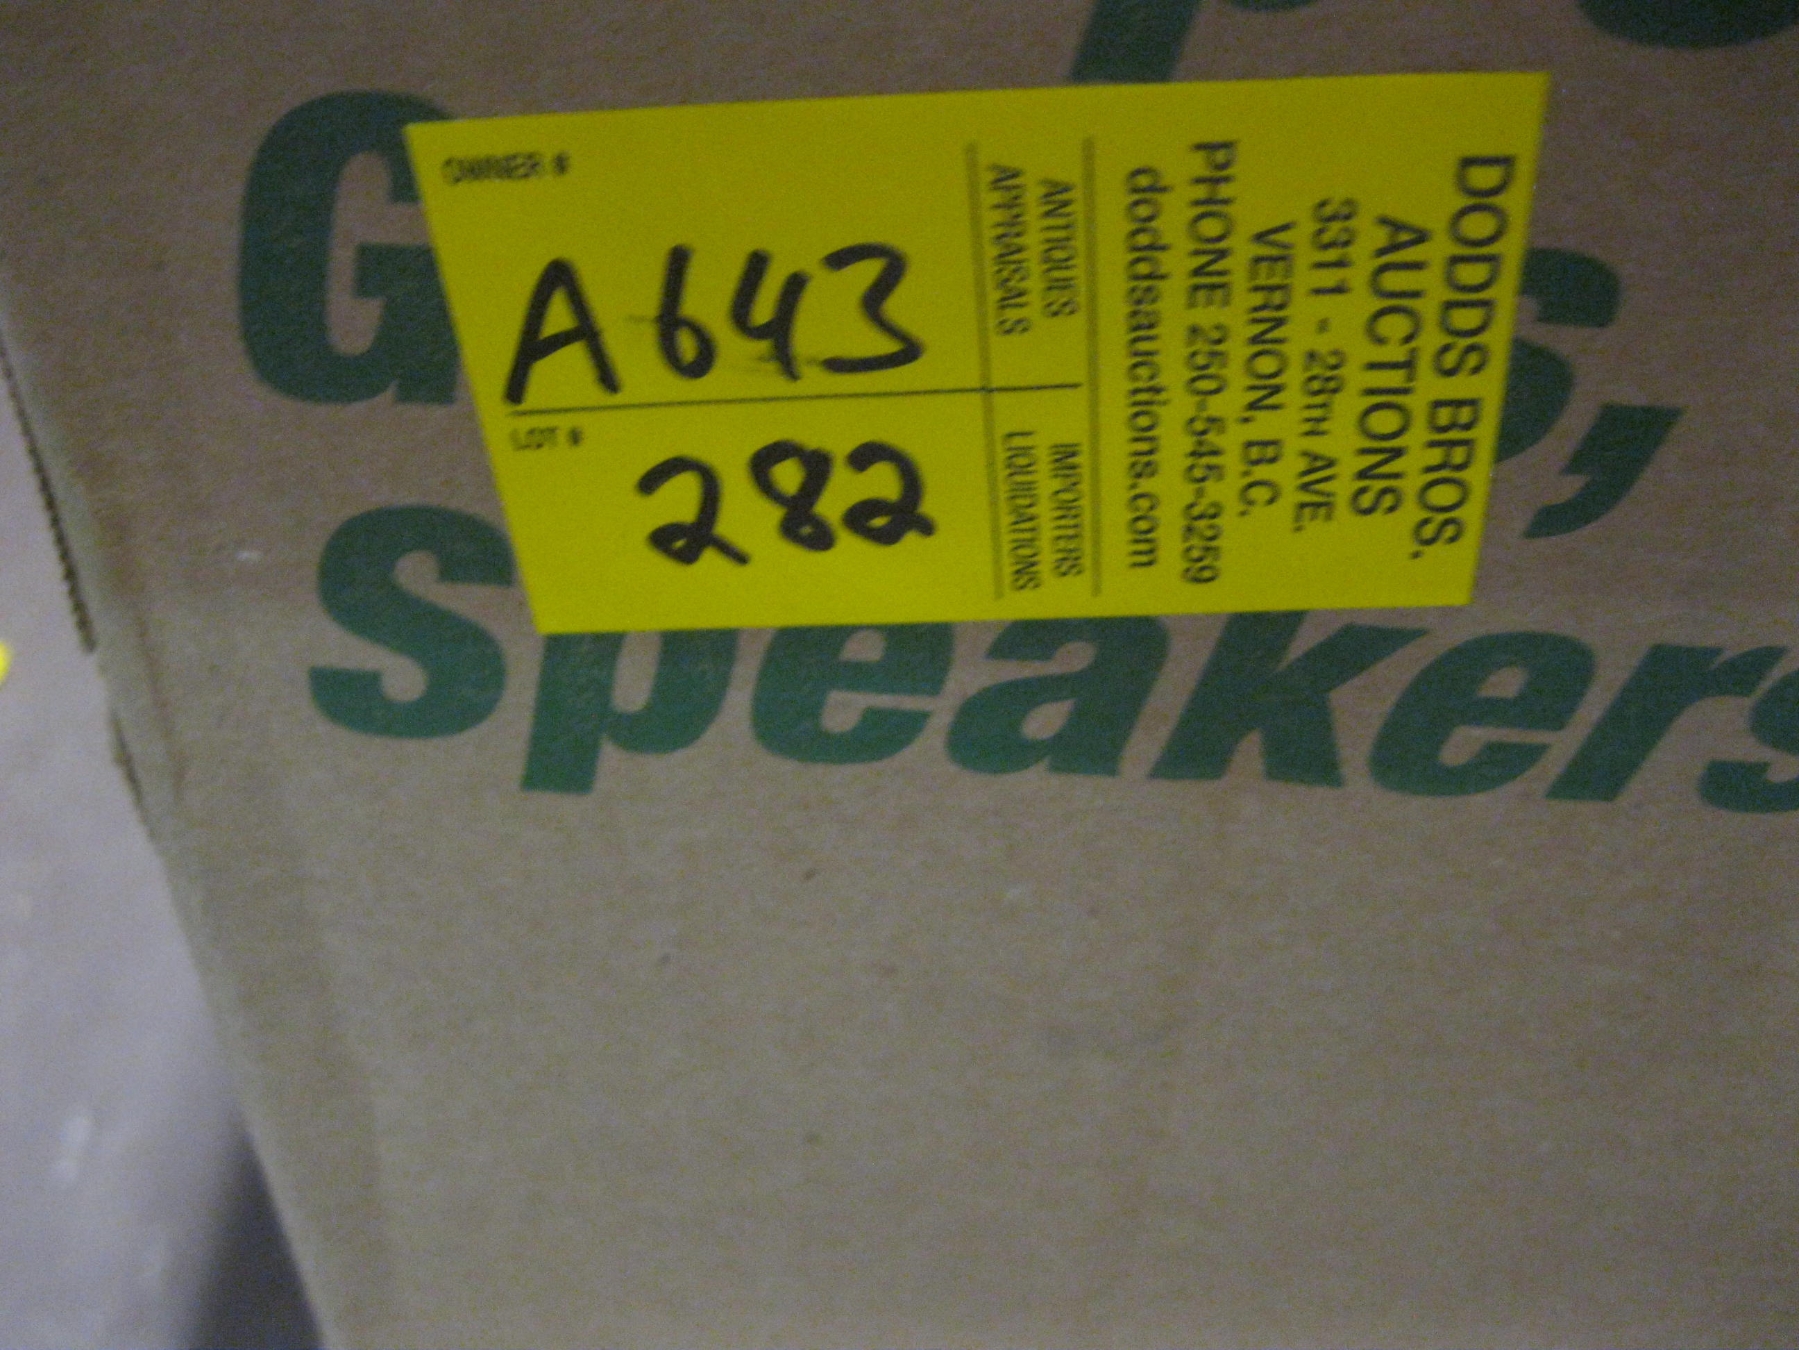 OWNER #
A643
LOT #
282
ANTIQUES
APPRAISALS
IMPORTERS
LIQUIDATIONS
DODDS BROS.
AUCTIONS
3311 - 28TH AVE.
VERNON, B.C.
PHONE 250-545-3259
doddsauctions.com
Speakers